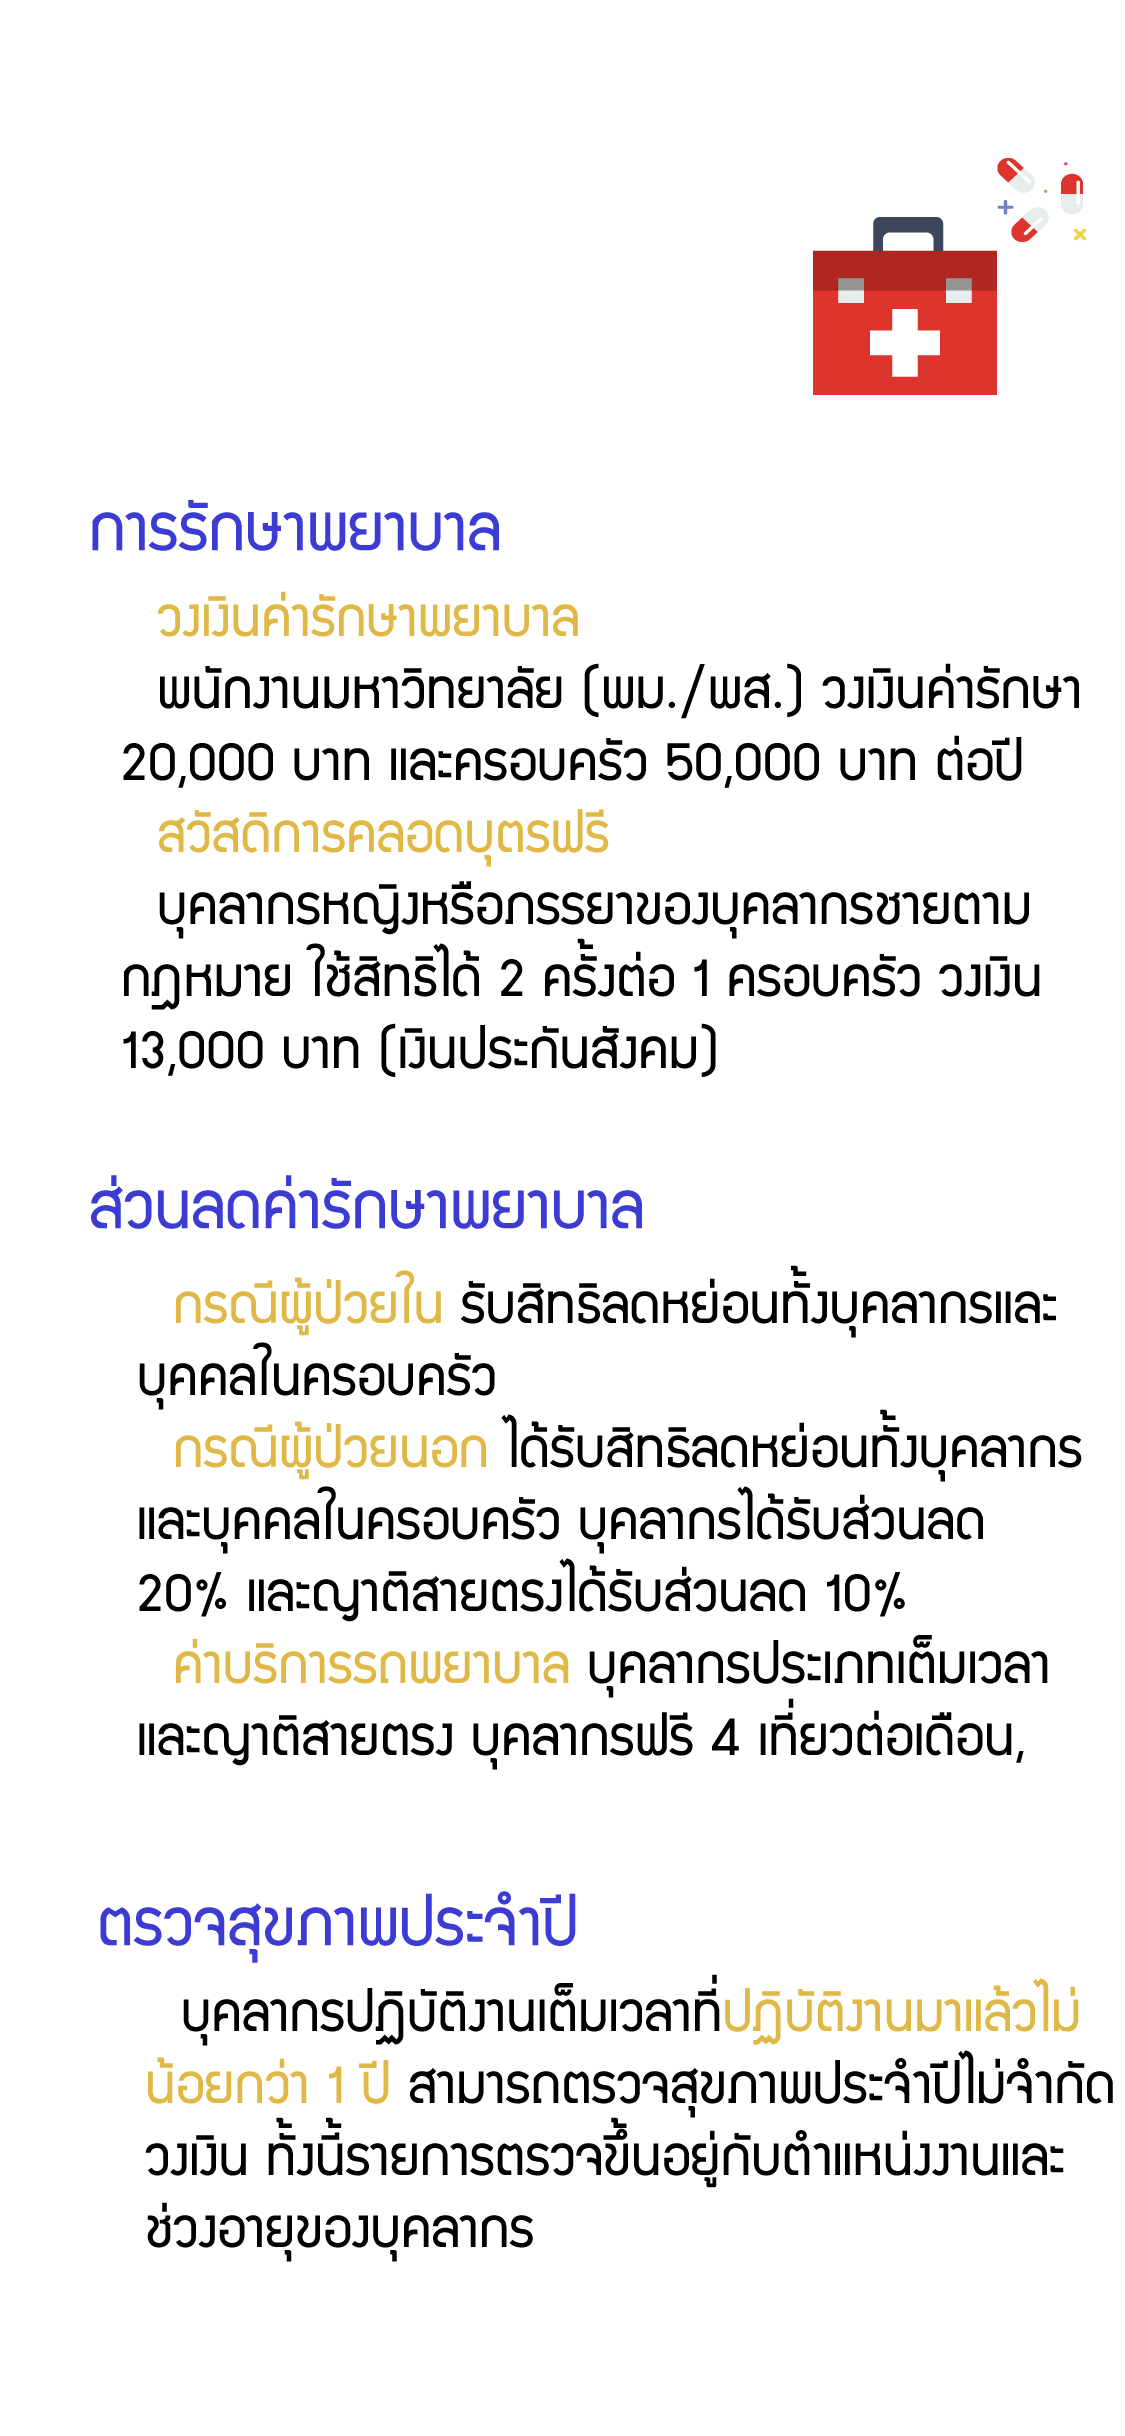 การรักษาพยาบาล
วงเงินค่ารักษาพยาบาล
พนักงานมหาวิทยาลัย (พม./พส.) วงเงินค่ารักษา
20,000 บาท และครอบครัว 50,000 บาท ต่อปี
สวัสดิการคลอดบุตรฟรี
บุคลากรหญิงหรือภรรยาของบุคลากรชายตาม
กฎหมาย ใช้สิทธิได้ 2 ครั้งต่อ 1 ครอบครัว วงเงิน
13,000 บาท (เงินประกันสังคม)
ส่วนลดค่ารักษาพยาบาล
กรณีผู้ป่วยใน รับสิทธิลดหย่อนทั้งบุคลากรและ
บุคคลในครอบครัว
กรณีผู้ป่วยนอก ได้รับสิทธิลดหย่อนทั้งบุคลากร
และบุคคลในครอบครัว บุคลากรได้รับส่วนลด
20% และญาติสายตรงได้รับส่วนลด 10%
ค่าบริการรถพยาบาล บุคลากรประเภทเต็มเวลา
และญาติสายตรง บุคลากรฟรี 4 เที่ยวต่อเดือน,
ตรวจสุขภาพประจำปี
บุคลากรปฏิบัติงานเต็มเวลาที่ปฏิบัติงานมาแล้วไม่
น้อยกว่า 1 ปี สามารถตรวจสุขภาพประจำปีไม่จำกัด
วงเงิน ทั้งนี้รายการตรวจขึ้นอยู่กับตำแหน่งงานและ
ช่วงอายุของบุคลากร